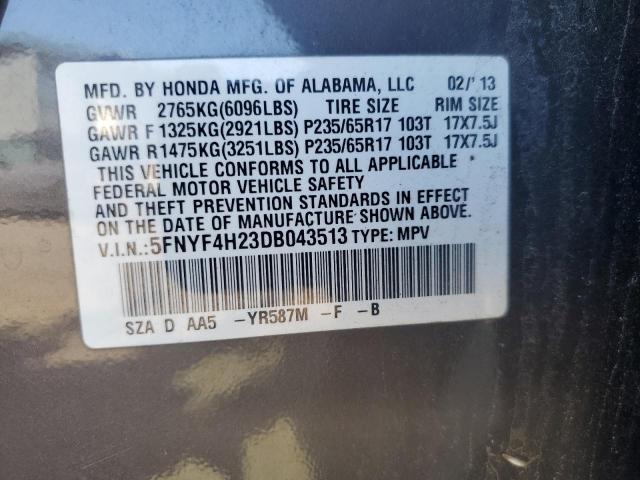 MFD. BY HONDA MFG. OF ALABAMA, LLC 02/'13
GVWR 2765KG(6096LBS) TIRE SIZE RIM SIZE
GAWR F 1325KG(2921LBS) P235/65R17 103T 17X7.5J
GAWR R1475KG(3251LBS) P235/65R17 103T 17X7.5J
THIS VEHICLE CONFORMS TO ALL APPLICABLE
FEDERAL MOTOR VEHICLE SAFETY
AND THEFT PREVENTION STANDARDS IN EFFECT
ON THE DATE OF MANUFACTURE SHOWN ABOVE.
V.I.N.:5FNYF4H23DB043513 TYPE: MPV
SZA D AA5 -YR587M -F -B